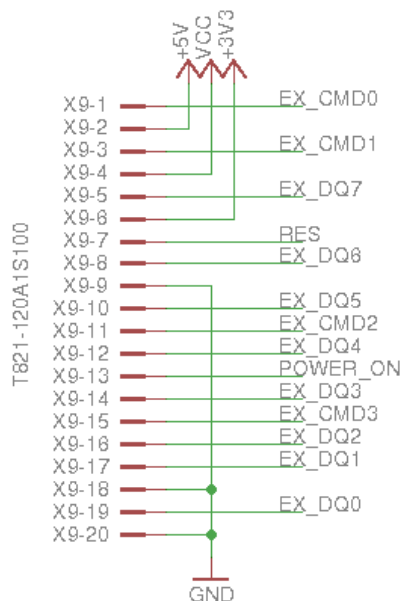 +5V
VCC
+3V3
X9-1 EX_CMD0
X9-2
X9-3 EX_CMD1
X9-4
X9-5 EX_DQ7
X9-6
X9-7 RES
X9-8 EX_DQ6
X9-9
X9-10 EX_DQ5
X9-11 EX_CMD2
X9-12 EX_DQ4
X9-13 POWER_ON
X9-14 EX_DQ3
X9-15 EX_CMD3
X9-16 EX_DQ2
X9-17 EX_DQ1
X9-18
X9-19 EX_DQ0
X9-20
T821-120A1S100
GND